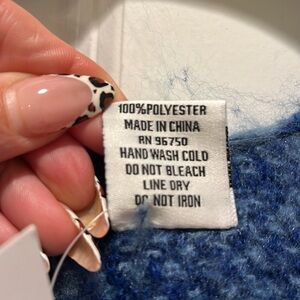 100%POLYESTER
MADE IN CHINA
RN 96750
HAND WASH COLD
DO NOT BLEACH
LINE DRY
DO NOT IRON